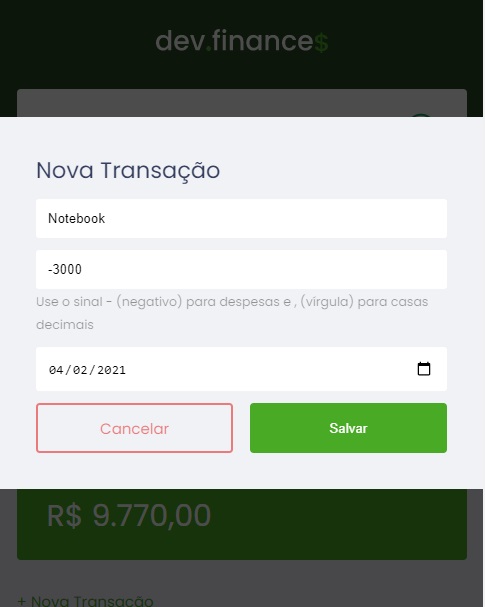 dev.finance$
Nova Transação
Notebook
-3000
Use o sinal - (negativo) para despesas e , (vírgula) para casas
decimais
04/02/2021
Cancelar
Salvar
R$ 9.770,00
+ Nova Transação